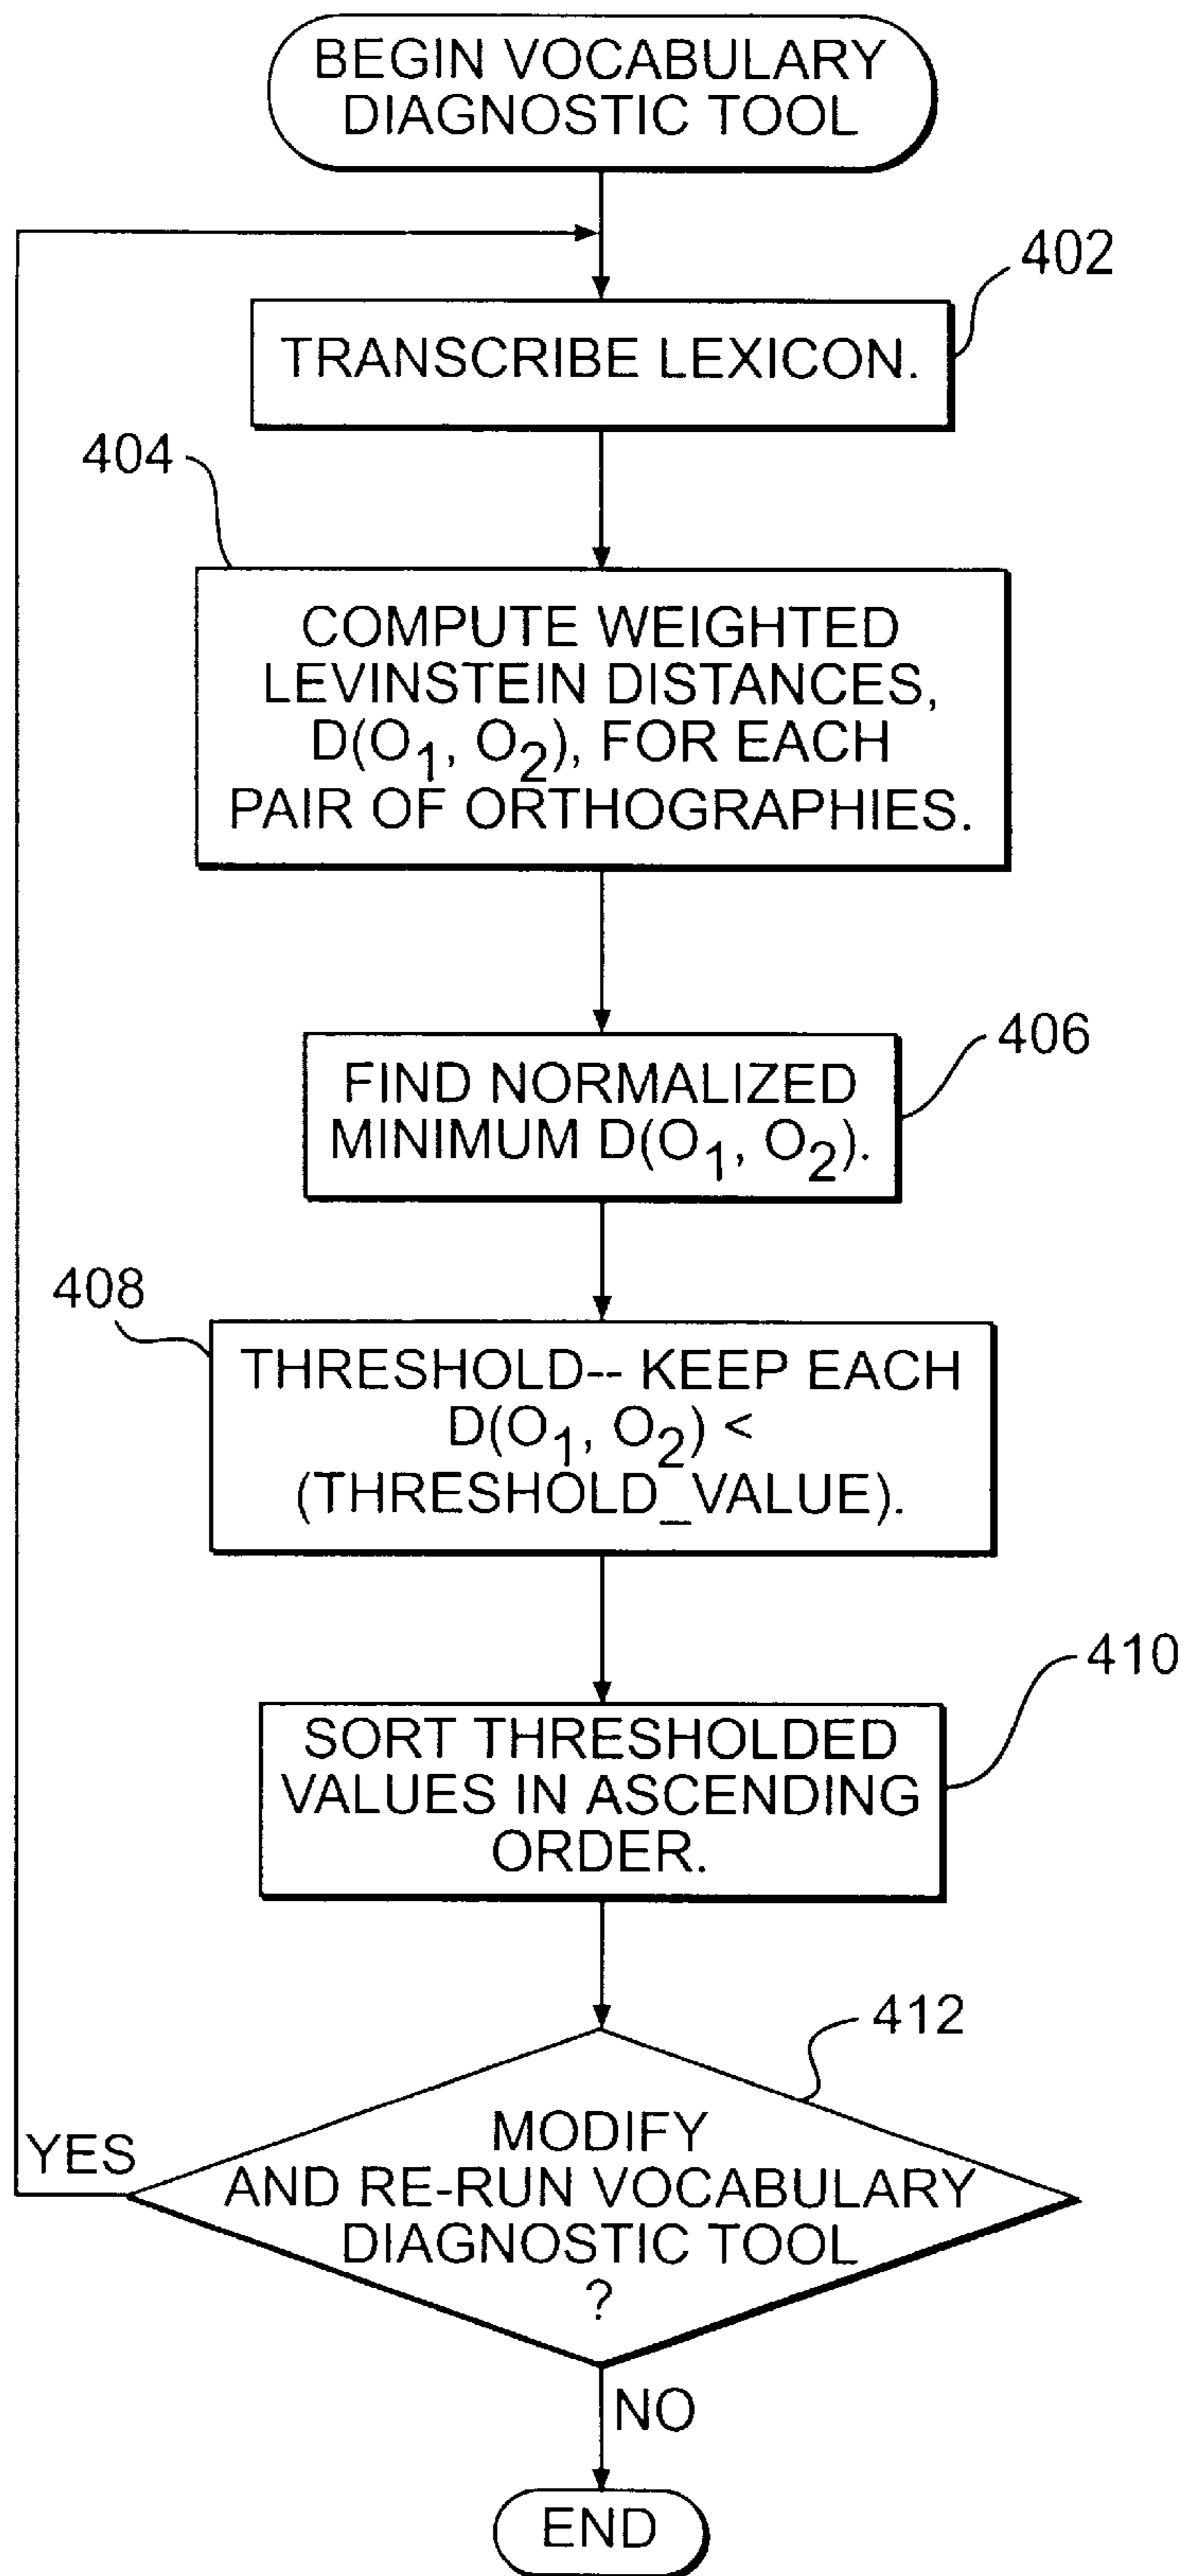 BEGIN VOCABULARY
DIAGNOSTIC TOOL
402
TRANSCRIBE LEXICON.
404
COMPUTE WEIGHTED
LEVINSTEIN DISTANCES,
D(O1, O2), FOR EACH
PAIR OF ORTHOGRAPHIES.
406
FIND NORMALIZED
MINIMUM D(O1, O2).
408
THRESHOLD-- KEEP EACH
D(O1, O2) <
(THRESHOLD_VALUE).
410
SORT THRESHOLDED
VALUES IN ASCENDING
ORDER.
412
YES
MODIFY
AND RE-RUN VOCABULARY
DIAGNOSTIC TOOL
?
NO
END